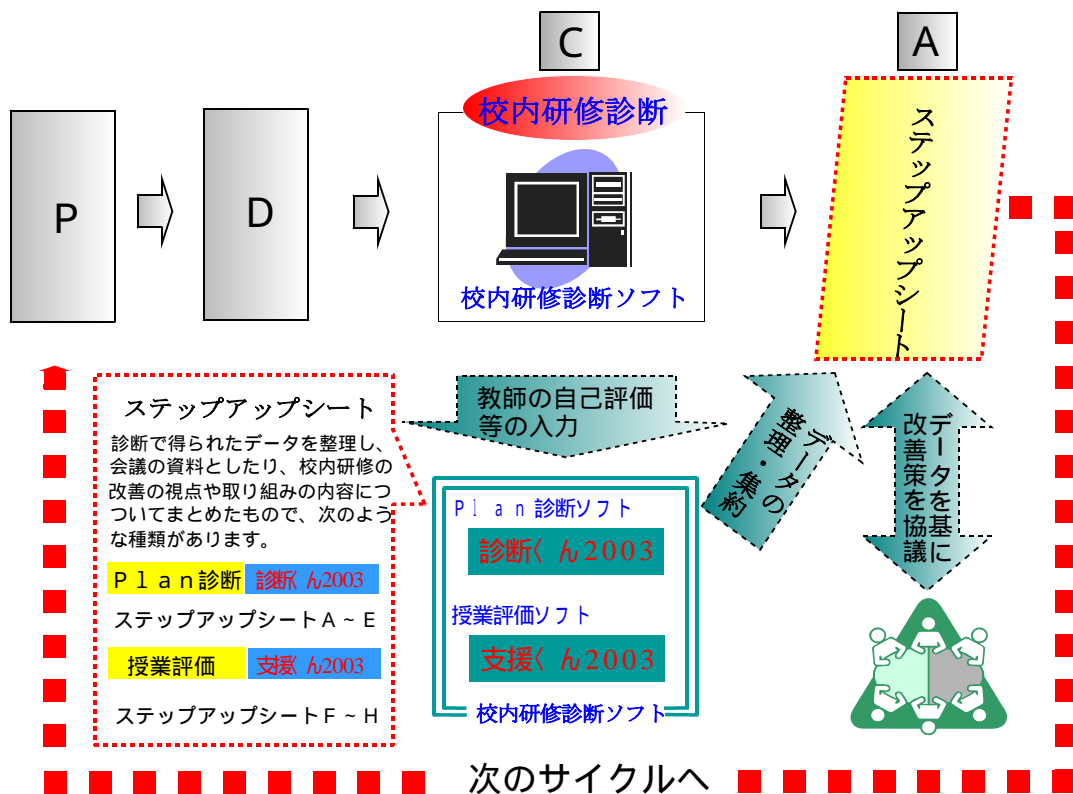 C
A
校内研修診断
P
D
校内研修診断ソフト
ステップアップシート
ステップアップシート
診断で得られたデータを整理し、
会議の資料としたり、校内研修の
改善の視点や取り組みの内容につ
ついてまとめたもので、次のよう
な種類があります。
Ｐｌａｎ診断 診断くん2003
ステップアップシートＡ～Ｅ
授業評価 支援くん2003
ステップアップシートＦ～Ｈ
教師の自己評価
等の入力
Ｐｌａｎ診断ソフト
診断くん2003
授業評価ソフト
支援くん2003
校内研修診断ソフト
データの
整理・集約
データを基に
改善策を協議
次のサイクルへ